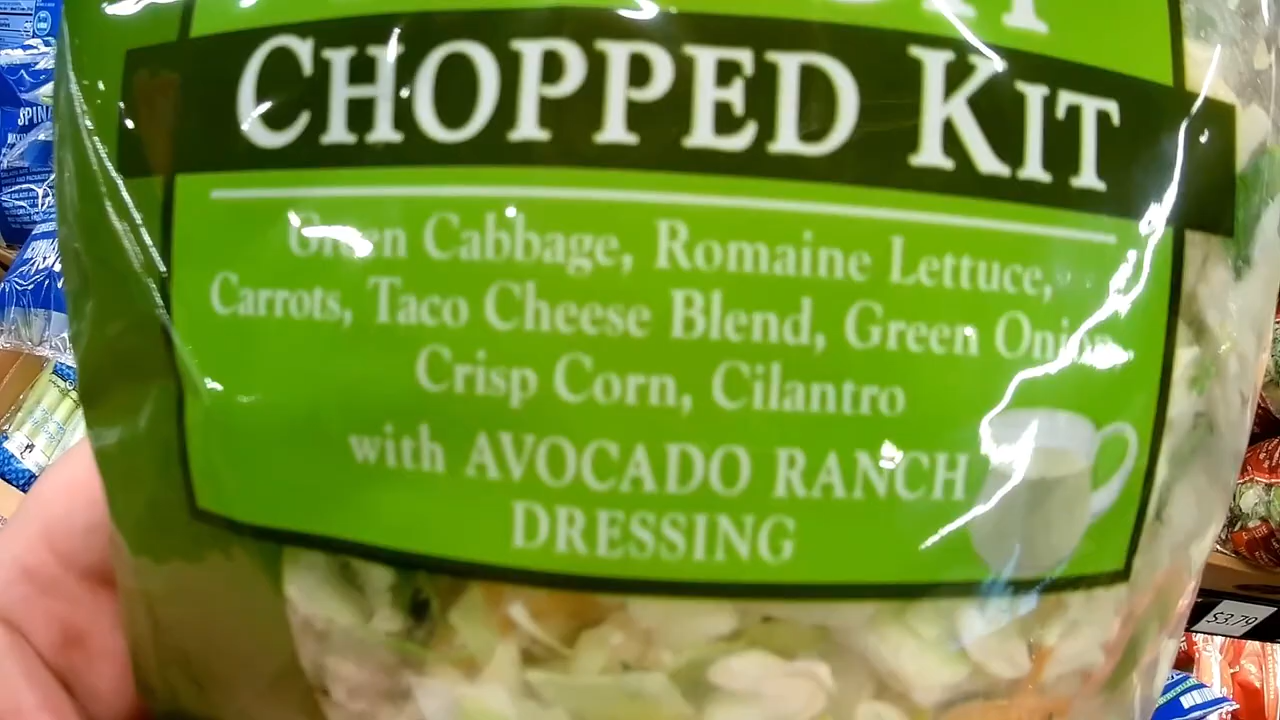 CHOPPED KIT
Green Cabbage, Romaine Lettuce,
Carrots, Taco Cheese Blend, Green Onion,
Crisp Corn, Cilantro
with AVOCADO RANCH
DRESSING
$3.79